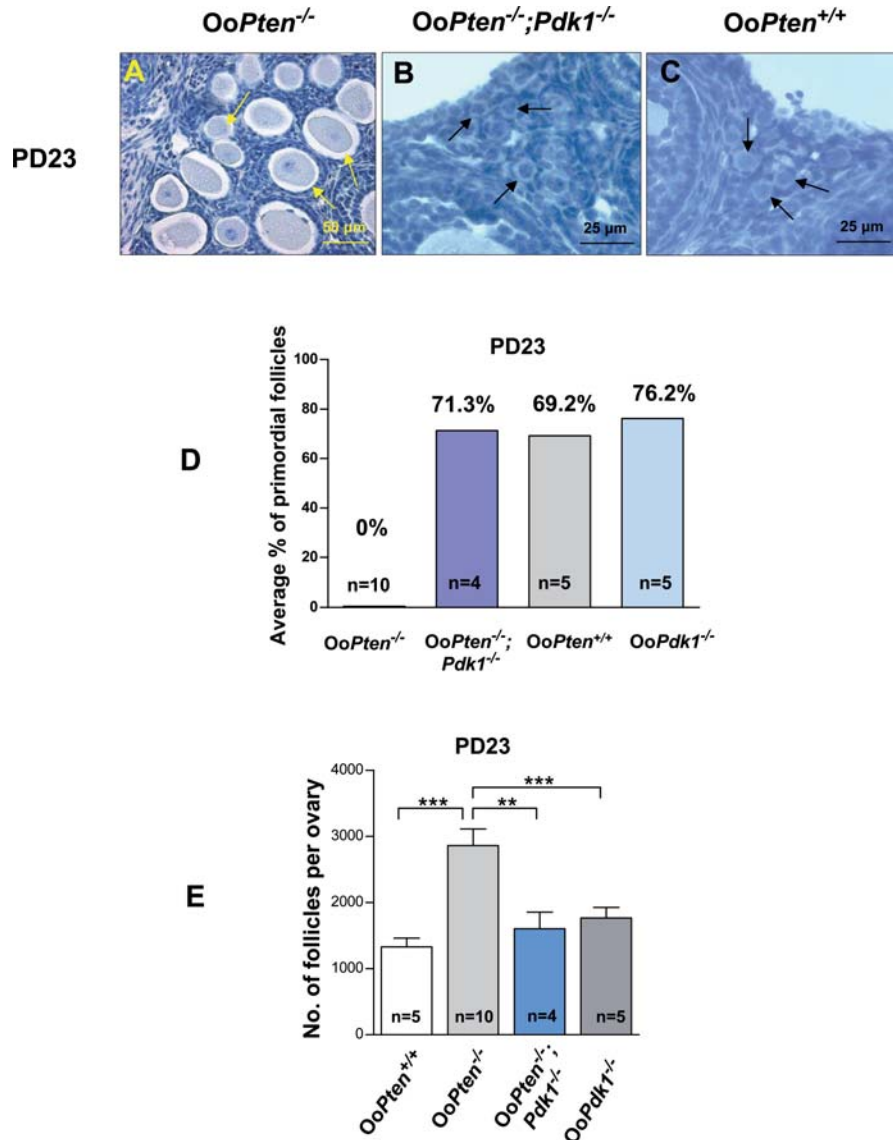 OoPten-/- OoPten-/-;Pdk1-/- OoPten+/+
PD23
A B C
55 µm 25 µm 25 µm
D
PD23
Average % of primordial follicles
100
80
60
40
20
0
0% 71.3% 69.2% 76.2%
n=10 n=4 n=5 n=5
OoPten-/- OoPten-/-; OoPten+/+ OoPdk1-/-
Pdk1-/-
E
PD23
No. of follicles per ovary
4000
3000
2000
1000
0
*** ** ***
n=5 n=10 n=4 n=5
OoPten+/+
OoPten-/-
OoPten-/-;
Pdk1-/-
OoPdk1-/-